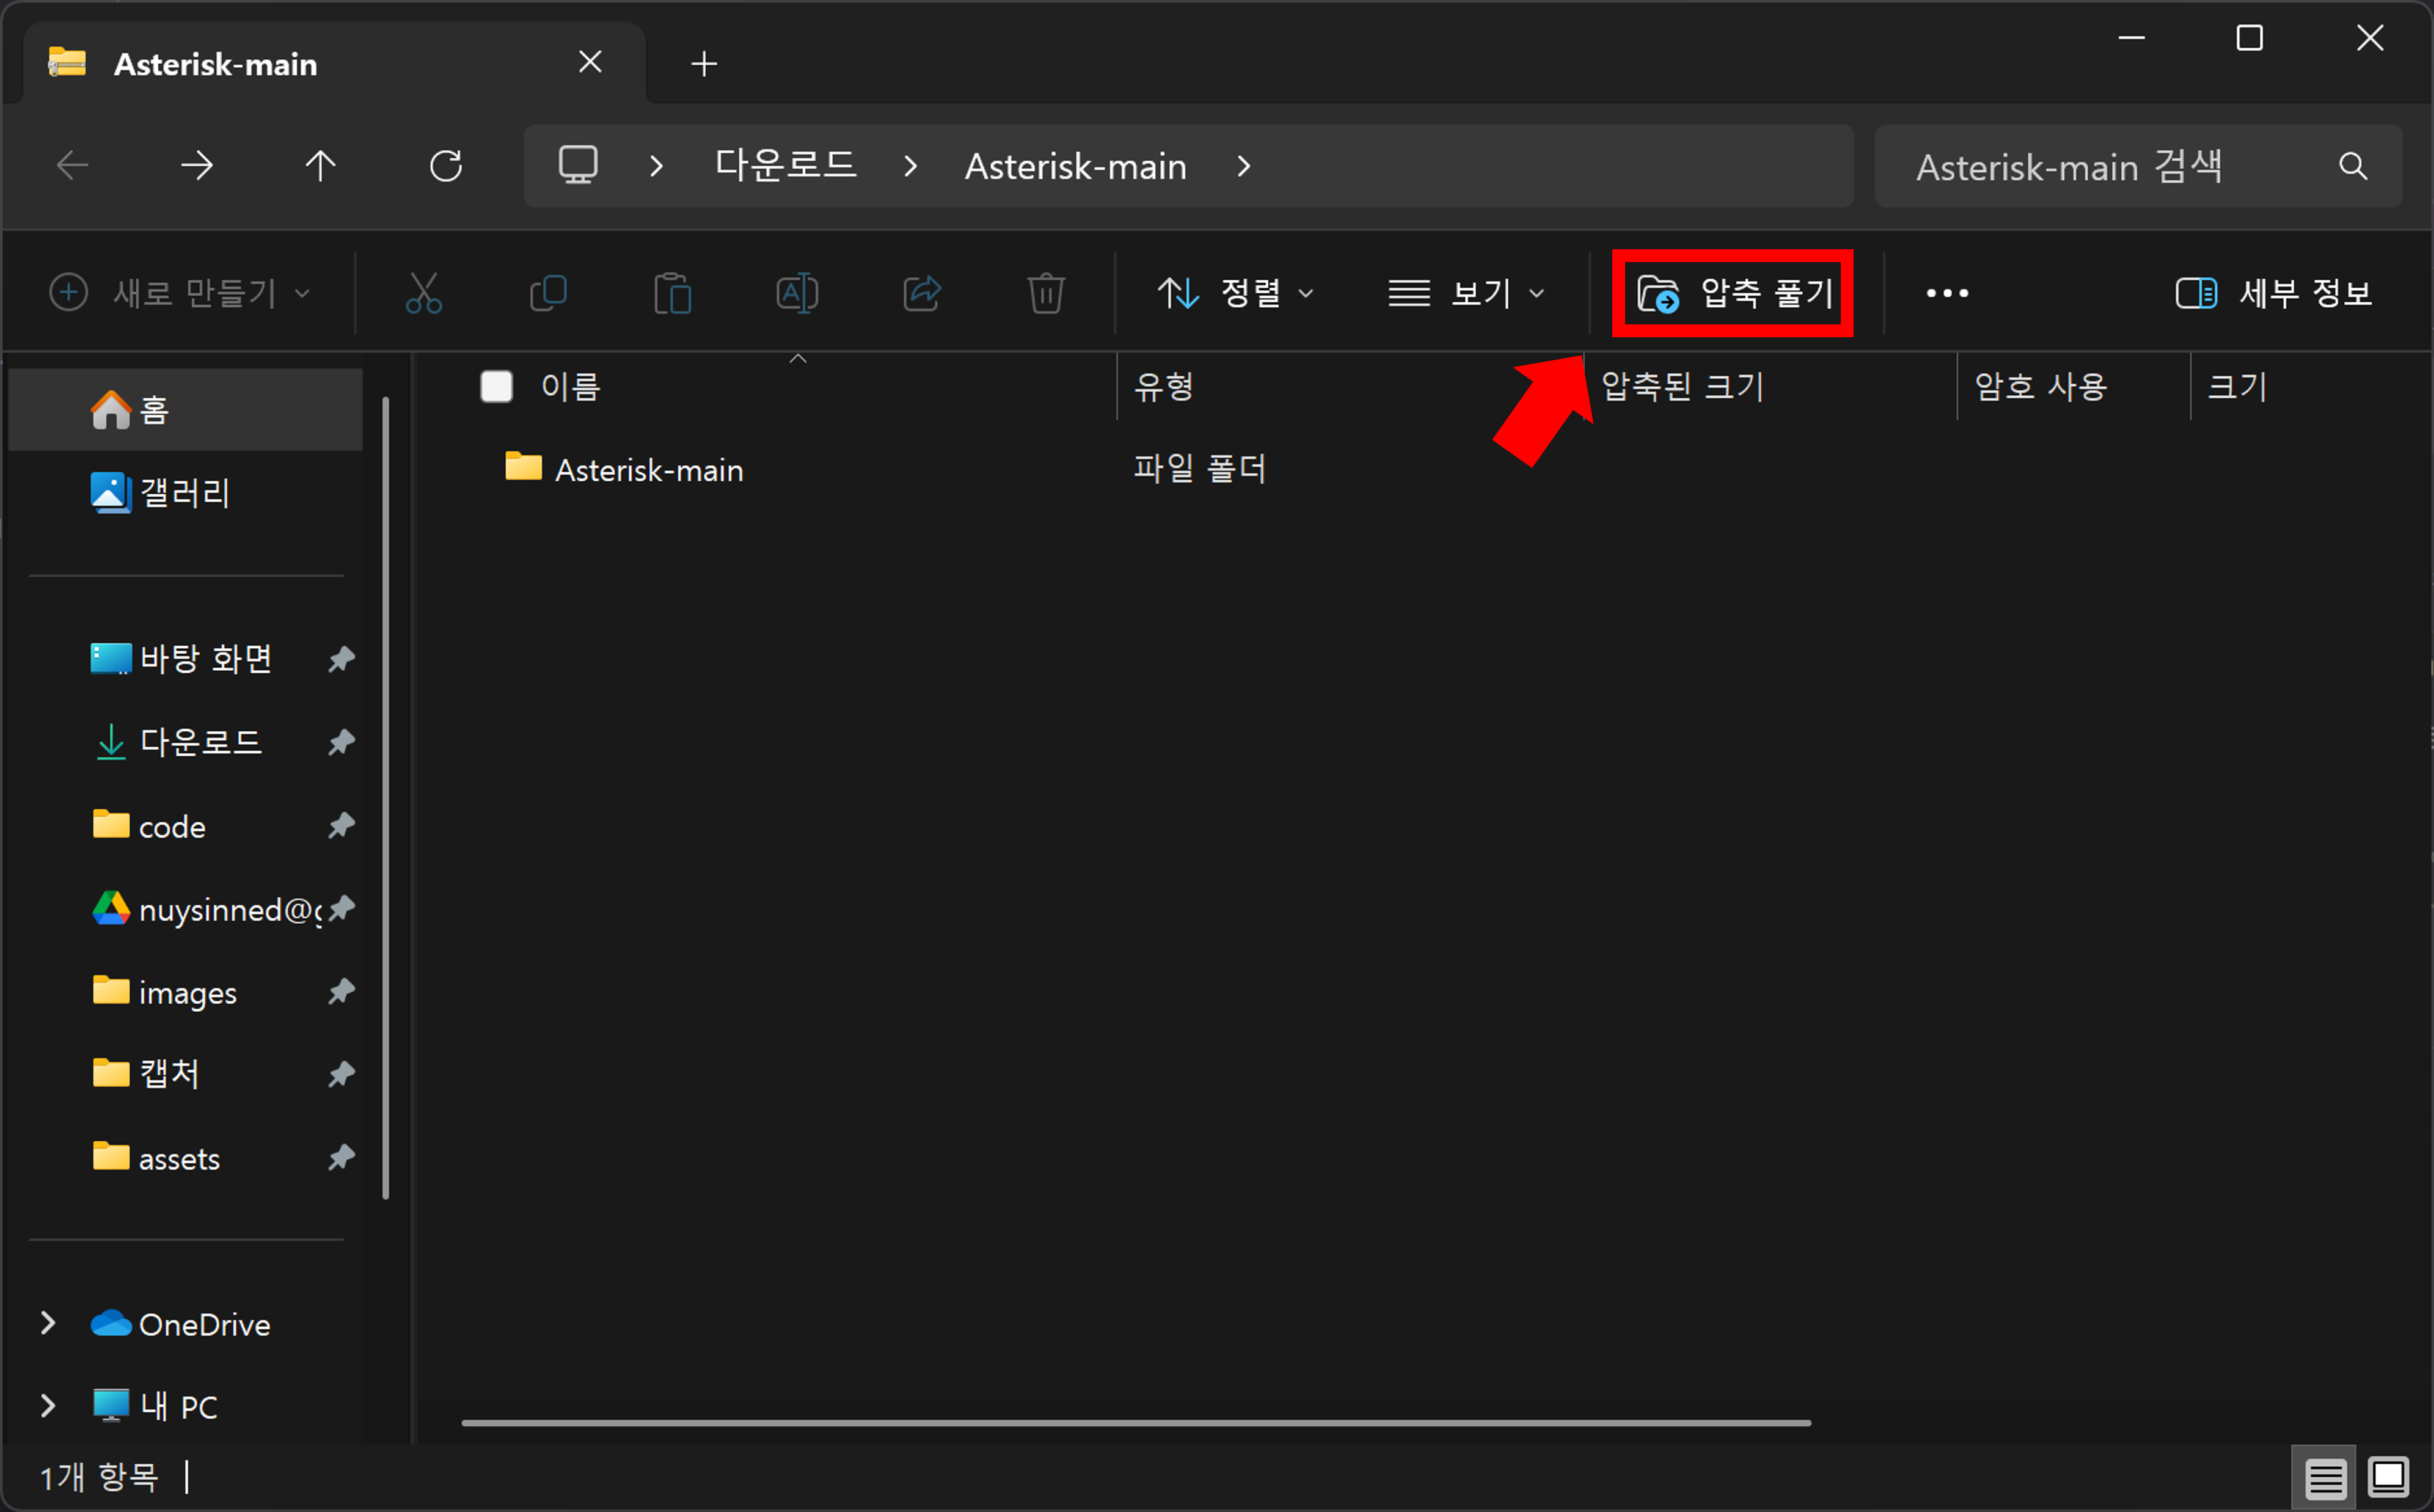 Asterisk-main
다운로드 Asterisk-main
Asterisk-main 검색
새로 만들기
정렬
보기
압축 풀기
세부 정보
이름
유형
압축된 크기
암호 사용
크기
Asterisk-main
파일 폴더
홈
갤러리
바탕 화면
다운로드
code
nuysinned@g
images
캡처
assets
OneDrive
내 PC
1개 항목